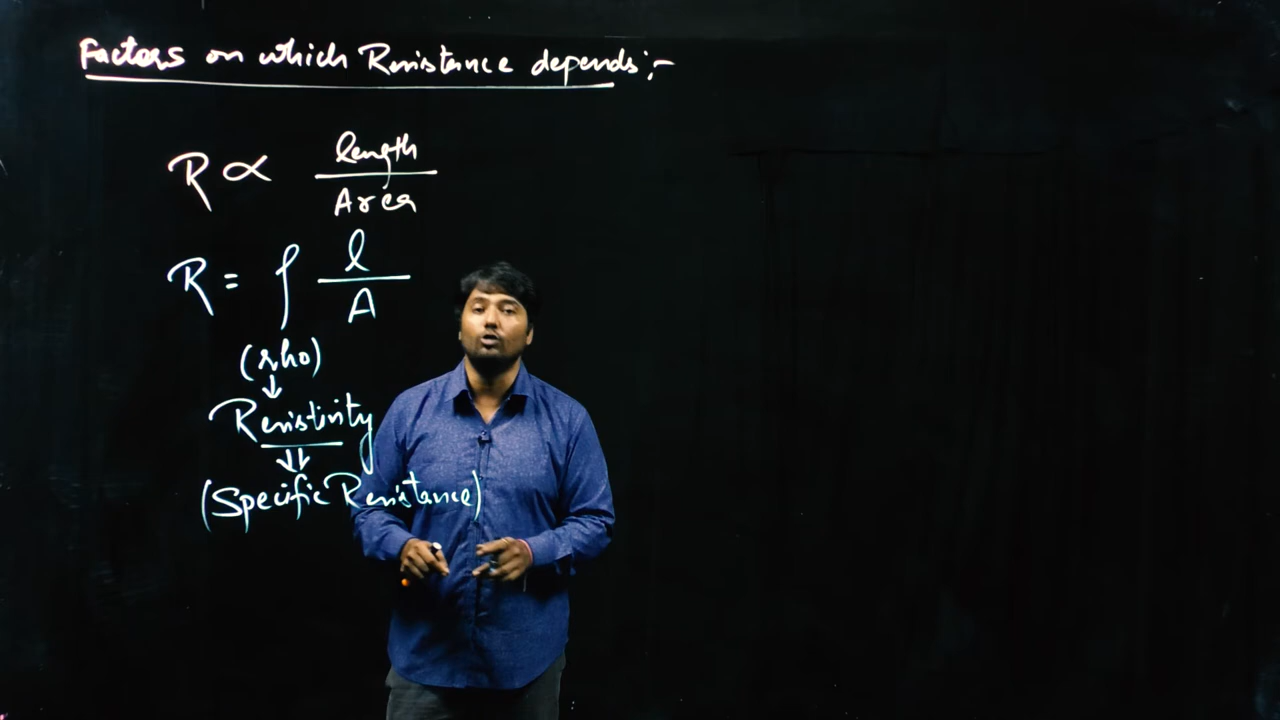 Factors on which Resistance depends:-
R ∝ length / Area
R = ρ l / A
(rho)
↓
Resistivity
⇓
(Specific Resistance)